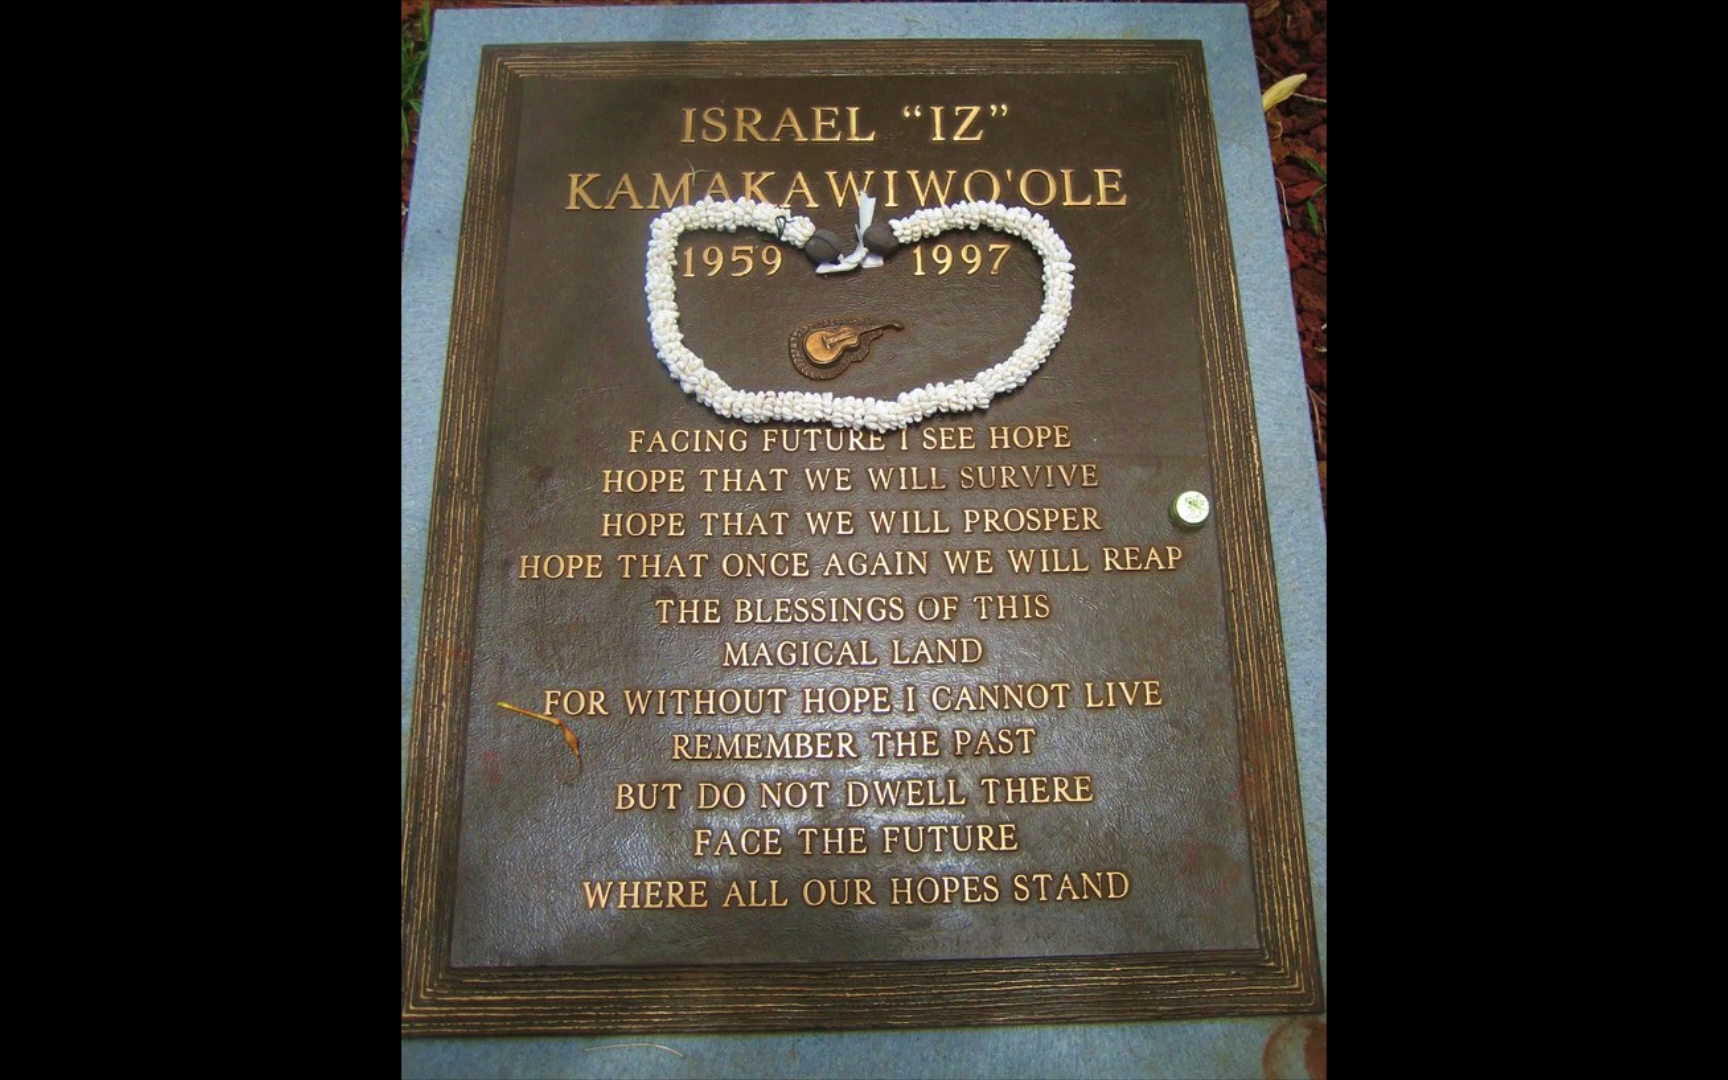 ISRAEL “IZ”
KAMAKAWIWO'OLE
1959 1997
FACING FUTURE I SEE HOPE
HOPE THAT WE WILL SURVIVE
HOPE THAT WE WILL PROSPER
HOPE THAT ONCE AGAIN WE WILL REAP
THE BLESSINGS OF THIS
MAGICAL LAND
FOR WITHOUT HOPE I CANNOT LIVE
REMEMBER THE PAST
BUT DO NOT DWELL THERE
FACE THE FUTURE
WHERE ALL OUR HOPES STAND